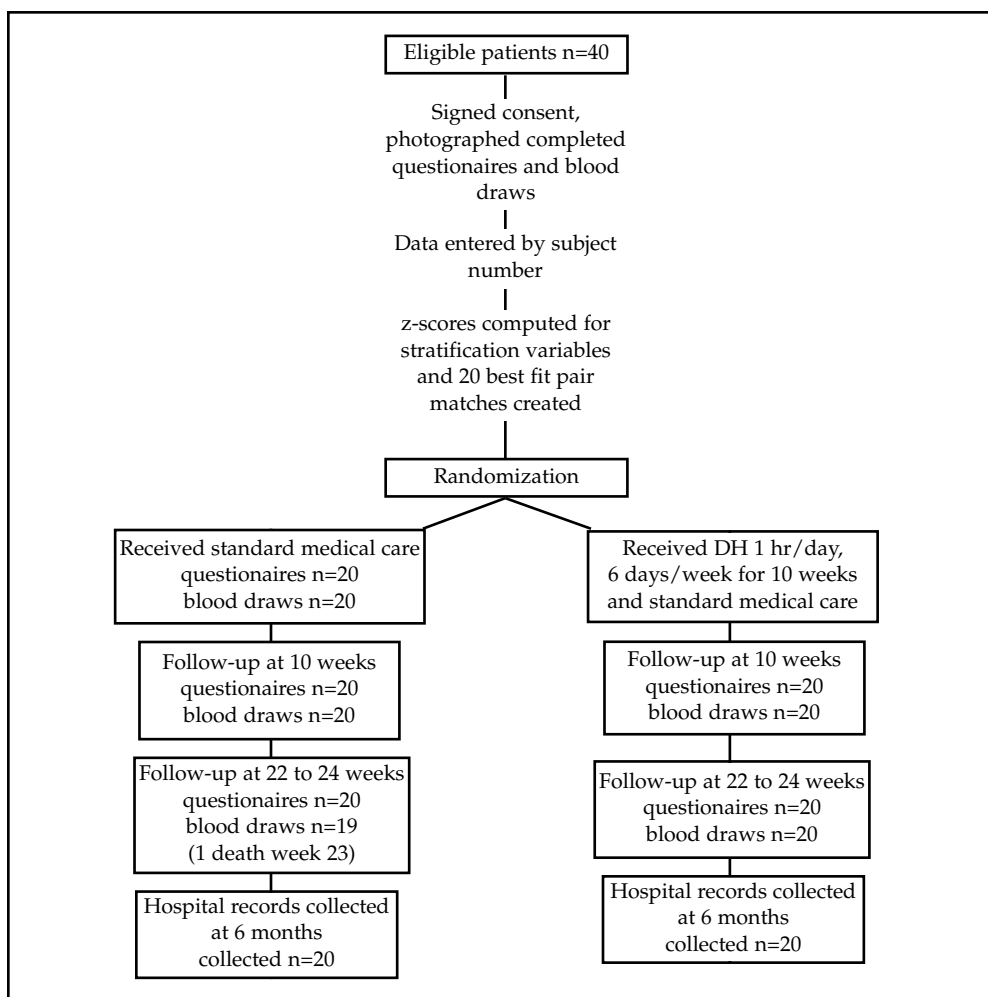 Eligible patients n=40
Signed consent,
photographed completed
questionaires and blood
draws
Data entered by subject
number
z-scores computed for
stratification variables
and 20 best fit pair
matches created
Randomization
Received standard medical care
questionaires n=20
blood draws n=20
Follow-up at 10 weeks
questionaires n=20
blood draws n=20
Follow-up at 22 to 24 weeks
questionaires n=20
blood draws n=19
(1 death week 23)
Hospital records collected
at 6 months
collected n=20
Received DH 1 hr/day,
6 days/week for 10 weeks
and standard medical care
Follow-up at 10 weeks
questionaires n=20
blood draws n=20
Follow-up at 22 to 24 weeks
questionaires n=20
blood draws n=20
Hospital records collected
at 6 months
collected n=20